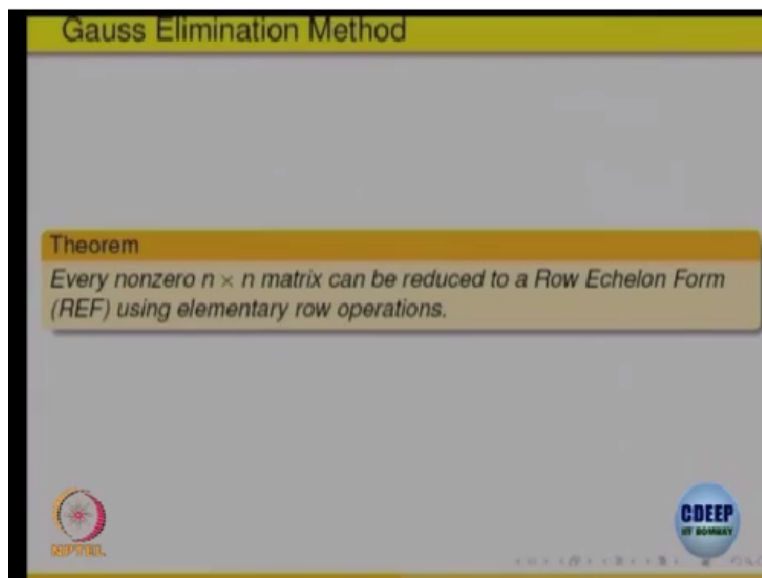 Gauss Elimination Method
Theorem
Every nonzero n × n matrix can be reduced to a Row Echelon Form
(REF) using elementary row operations.
NPTEL
CDEEP
IIT BOMBAY